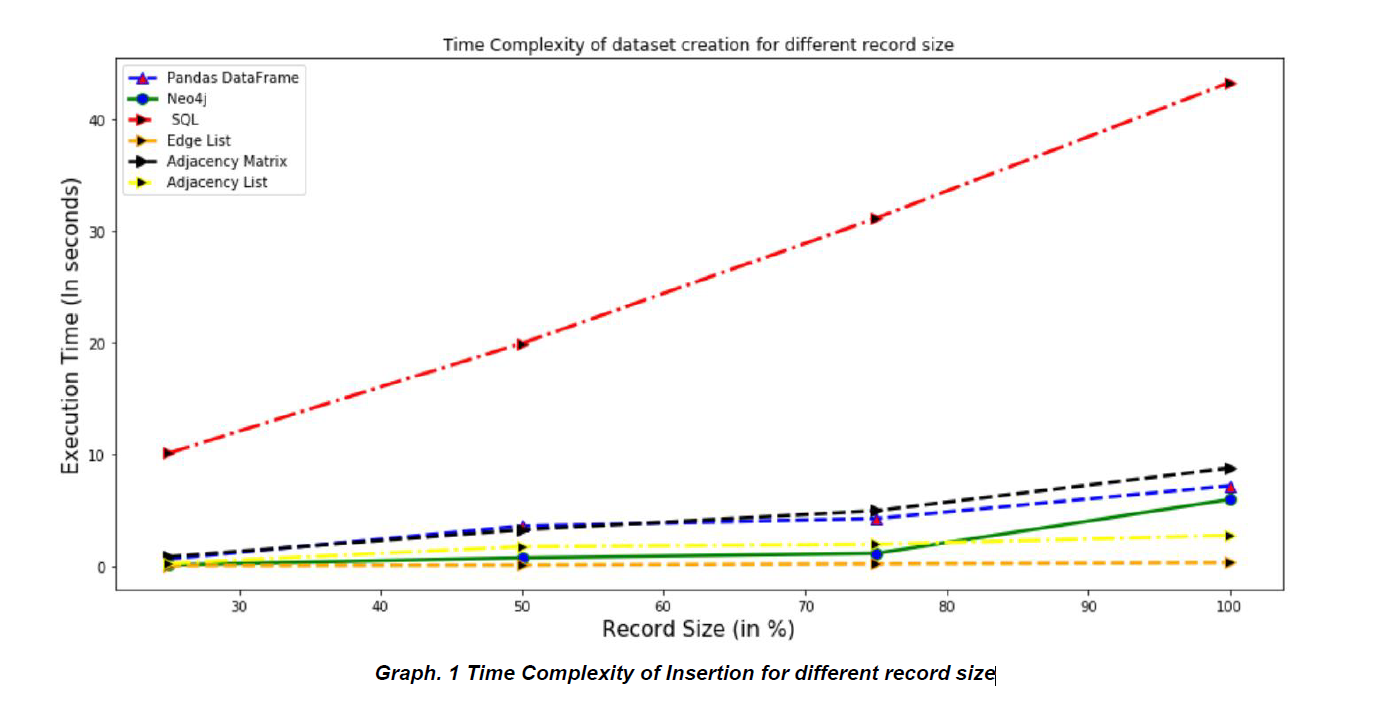 Time Complexity of dataset creation for different record size
Pandas DataFrame
Neo4j
SQL
Edge List
Adjacency Matrix
Adjacency List
Execution Time (In seconds)
40
30
20
10
0
30 40 50 60 70 80 90 100
Record Size (in %)
Graph. 1 Time Complexity of Insertion for different record size